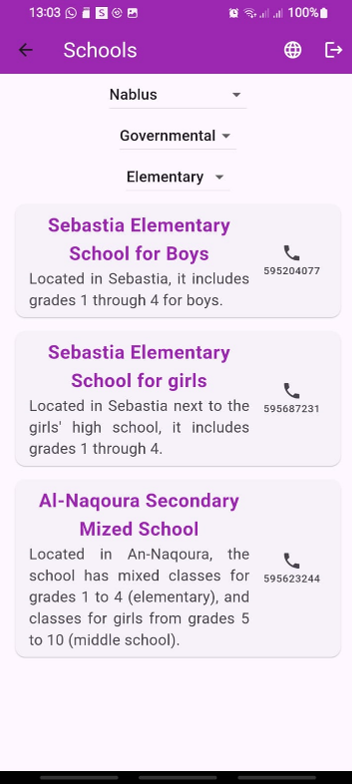 13:03 S 100%
Schools
Nablus
Governmental
Elementary
Sebastia Elementary
School for Boys
Located in Sebastia, it includes
grades 1 through 4 for boys.
595204077
Sebastia Elementary
School for girls
Located in Sebastia next to the
girls' high school, it includes
grades 1 through 4.
595687231
Al-Naqoura Secondary
Mized School
Located in An-Naqoura, the
school has mixed classes for
grades 1 to 4 (elementary), and
classes for girls from grades 5
to 10 (middle school).
595623244